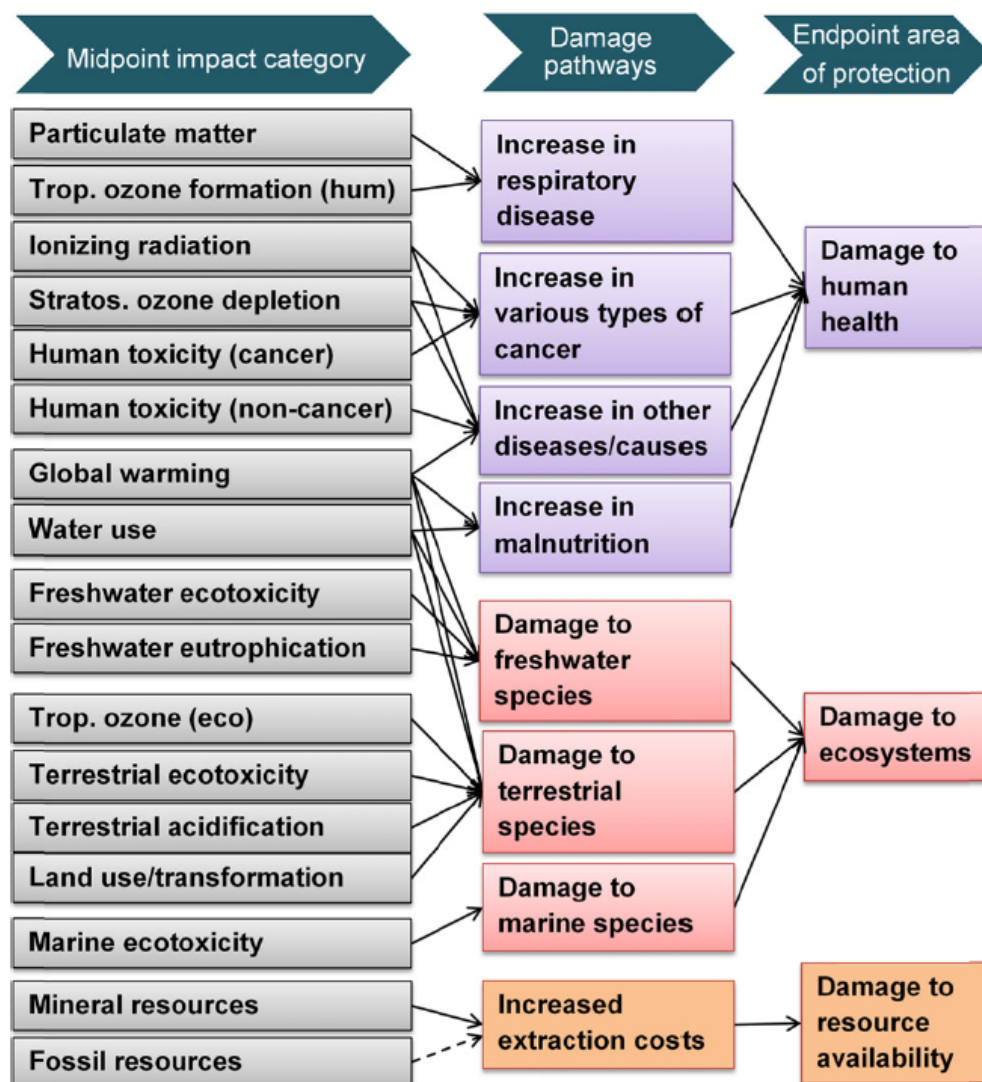 Midpoint impact category
Damage
pathways
Endpoint area
of protection
Particulate matter
Trop. ozone formation (hum)
Ionizing radiation
Stratos. ozone depletion
Human toxicity (cancer)
Human toxicity (non-cancer)
Global warming
Water use
Freshwater ecotoxicity
Freshwater eutrophication
Trop. ozone (eco)
Terrestrial ecotoxicity
Terrestrial acidification
Land use/transformation
Marine ecotoxicity
Mineral resources
Fossil resources
Increase in
respiratory
disease
Increase in
various types of
cancer
Increase in other
diseases/causes
Increase in
malnutrition
Damage to
freshwater
species
Damage to
terrestrial
species
Damage to
marine species
Increased
extraction costs
Damage to
human
health
Damage to
ecosystems
Damage to
resource
availability